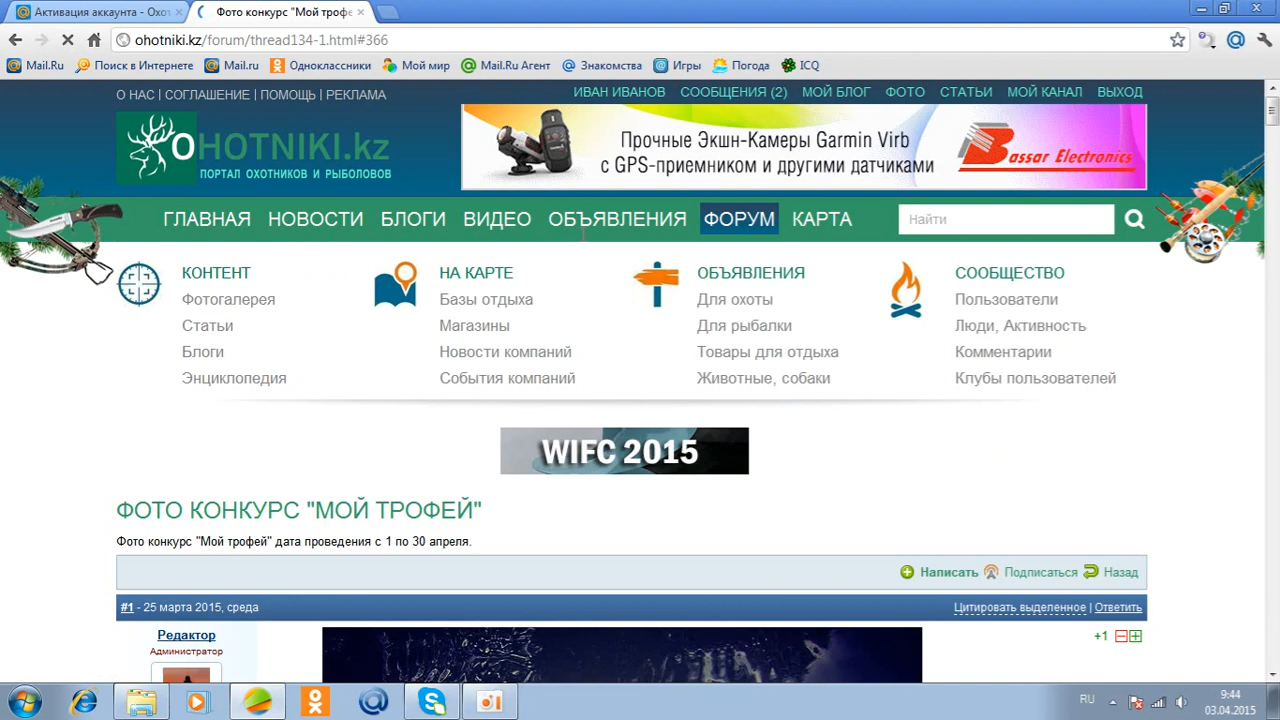 Активация аккаунта - Охот
Фото конкурс "Мой трофе
ohotniki.kz/forum/thread134-1.html#366
Mail.Ru Поиск в Интернете Mail.ru Одноклассники Мой мир Mail.Ru Агент Знакомства Игры Погода ICQ
О НАС | СОГЛАШЕНИЕ | ПОМОЩЬ | РЕКЛАМА
ИВАН ИВАНОВ СООБЩЕНИЯ (2) МОЙ БЛОГ ФОТО СТАТЬИ МОЙ КАНАЛ ВЫХОД
OHOTNIKI.kz
ПОРТАЛ ОХОТНИКОВ И РЫБОЛОВОВ
Прочные Экшн-Камеры Garmin Virb
с GPS-приемником и другими датчиками
Bassar Electronics
ГЛАВНАЯ НОВОСТИ БЛОГИ ВИДЕО ОБЪЯВЛЕНИЯ ФОРУМ КАРТА Найти
КОНТЕНТ
Фотогалерея
Статьи
Блоги
Энциклопедия
НА КАРТЕ
Базы отдыха
Магазины
Новости компаний
События компаний
ОБЪЯВЛЕНИЯ
Для охоты
Для рыбалки
Товары для отдыха
Животные, собаки
СООБЩЕСТВО
Пользователи
Люди, Активность
Комментарии
Клубы пользователей
WIFC 2015
ФОТО КОНКУРС "МОЙ ТРОФЕЙ"
Фото конкурс "Мой трофей" дата проведения с 1 по 30 апреля.
Написать Подписаться Назад
#1 - 25 марта 2015, среда
Цитировать выделенное | Ответить
Редактор
Администратор
+1
RU
9:44
03.04.2015